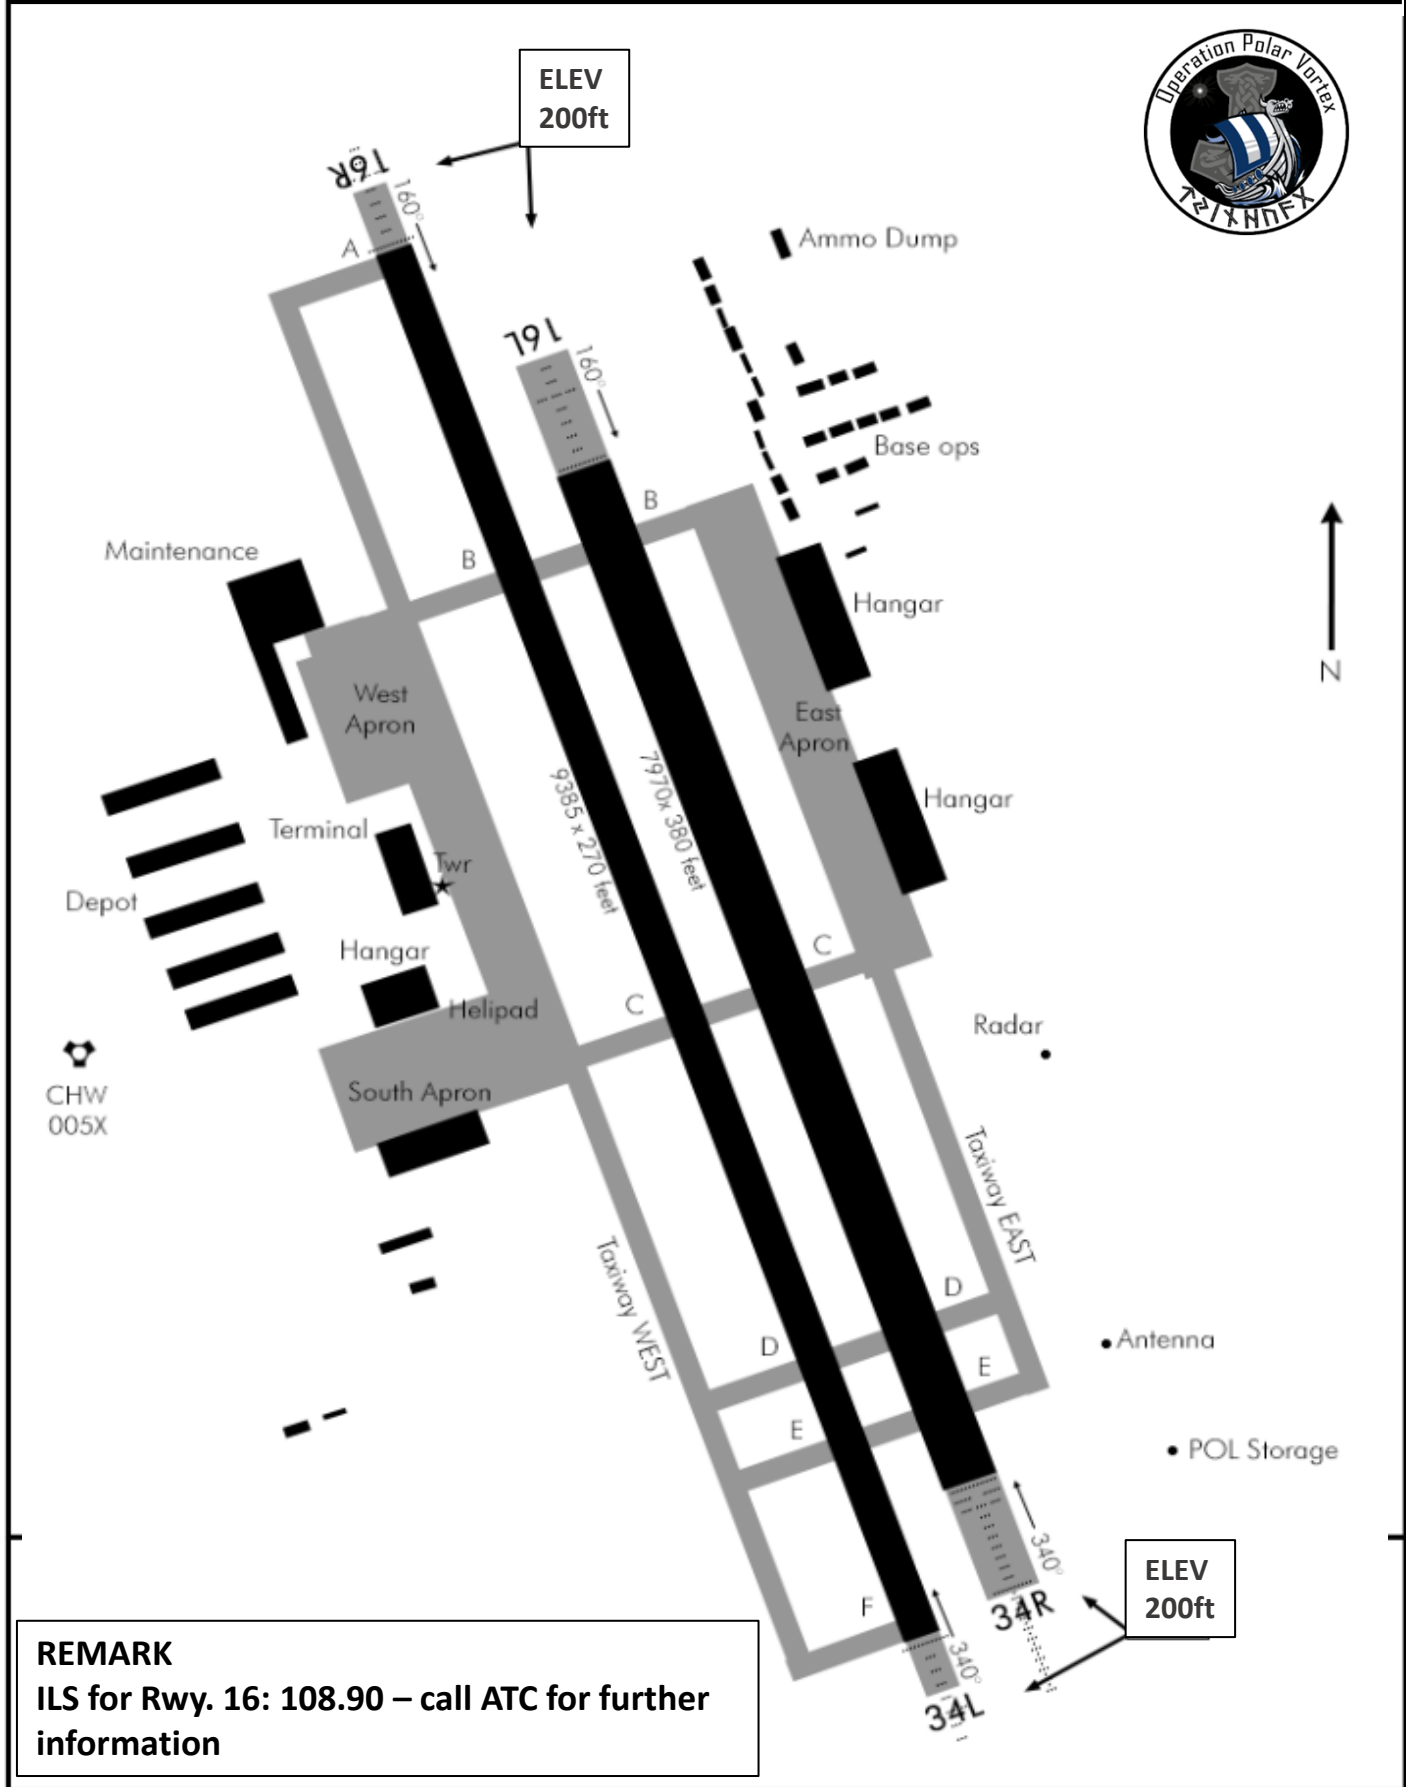 ELEV
200ft
Operation Polar Vortex
16R
160°
A
Ammo Dump
16L
160°
Base ops
B
B
Maintenance
Hangar
N
West
Apron
East
Apron
7970x 380 feet
9385 x 270 feet
Hangar
Terminal
Twr
Depot
C
Hangar
C
Helipad
Radar
CHW
005X
South Apron
Taxiway EAST
Taxiway WEST
D
D
Antenna
E
E
POL Storage
340°
ELEV
200ft
34R
F
340°
34L
REMARK
ILS for Rwy. 16: 108.90 – call ATC for further
information